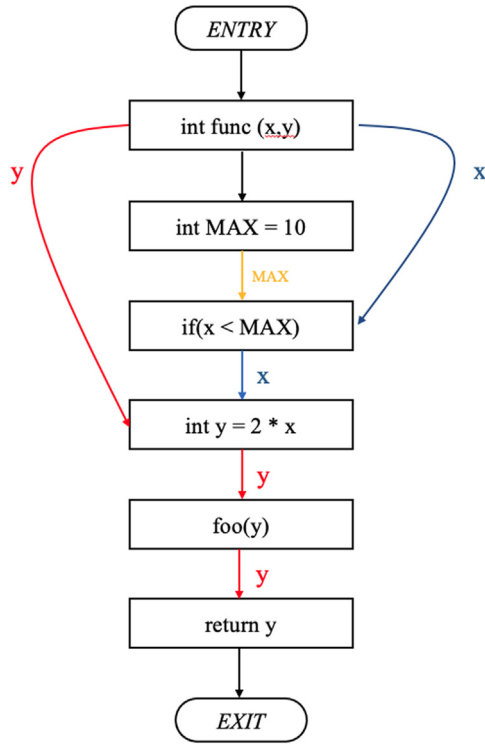 ENTRY
int func (x,y)
y
x
int MAX = 10
MAX
if(x < MAX)
x
int y = 2 * x
y
foo(y)
y
return y
EXIT